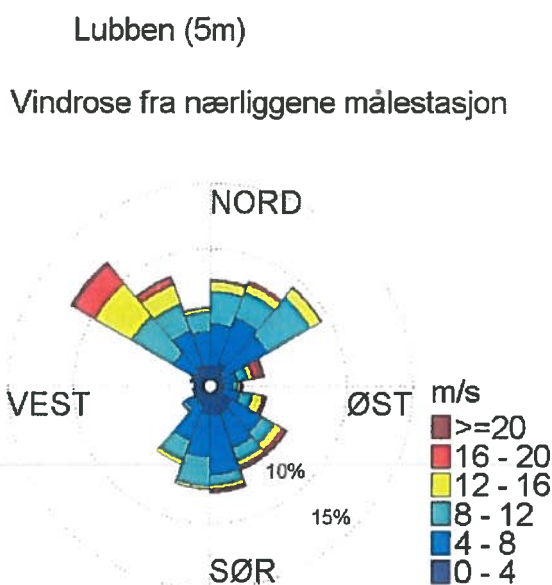 Lubben (5m)
Vindrose fra nærliggene målestasjon
NORD
VEST
ØST
10%
15%
SØR
m/s
>=20
16 - 20
12 - 16
8 - 12
4 - 8
0 - 4